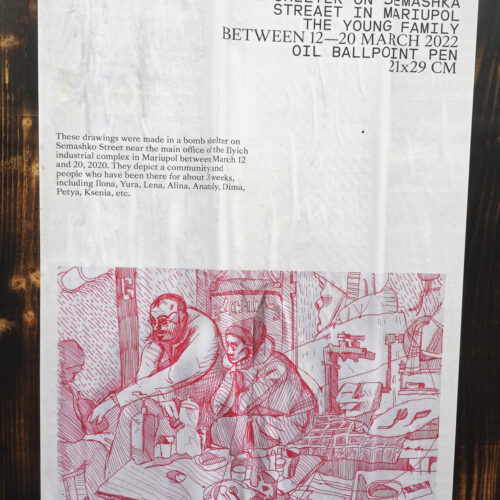 SHELTER ON SEMASHKA
STREAET IN MARIUPOL
THE YOUNG FAMILY
BETWEEN 12—20 MARCH 2022
OIL BALLPOINT PEN
21x29 CM
These drawings were made in a bomb shelter on
Semashko Street near the main office of the Ilyich
industrial complex in Mariupol between March 12
and 20, 2020. They depict a community and
people who have been there for about 3 weeks,
including Ilona, Yura, Lena, Alina, Anatoly, Dima,
Petya, Ksenia, etc.